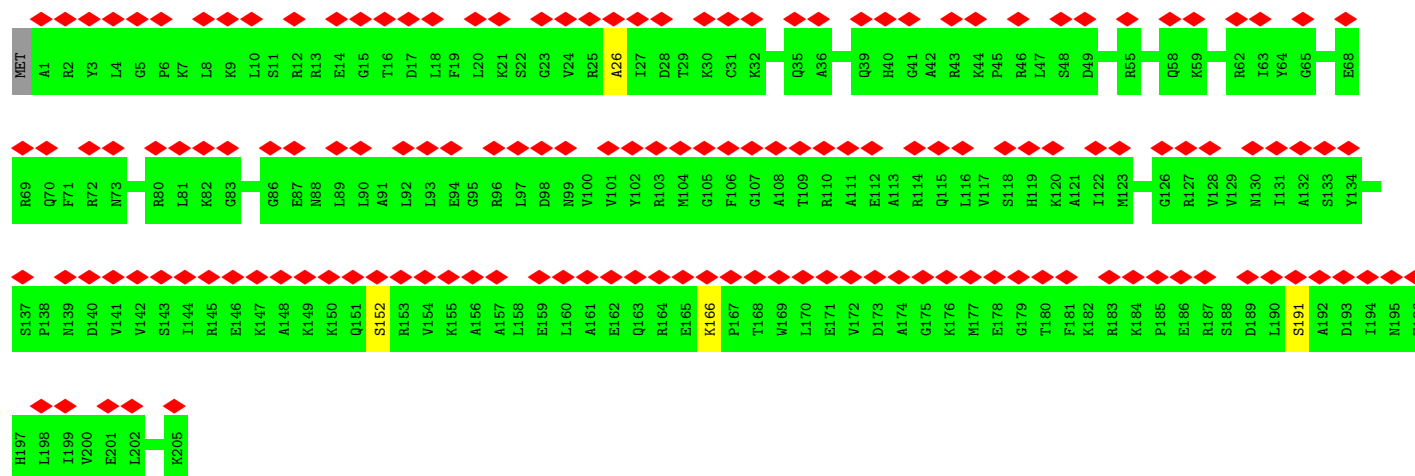 MET A1 R2 Y3 L4 G5 P6 K7 L8 K9 L10 S11 R12 R13 E14 G15 T16 D17 L18 F19 L20 K21 S22 G23 V24 R25 A26 I27 D28 T29 K30 C31 K32 Q35 A36 Q39 H40 G41 A42 R43 K44 P45 R46 L47 S48 D49 R55 Q58 K59 R62 I63 Y64 G65 E68
R69 Q70 F71 R72 N73 R80 L81 K82 G83 G86 E87 N88 L89 L90 A91 L92 L93 E94 G95 R96 L97 D98 N99 V100 V101 Y102 R103 M104 G105 F106 G107 A108 T109 R110 A111 E112 A113 R114 Q115 L116 V117 S118 H119 K120 A121 I122 M123 G126 R127 V128 V129 N130 I131 A132 S133 Y134
S137 P138 N139 D140 V141 V142 S143 I144 R145 E146 K147 A148 K149 K150 Q151 S152 R153 V154 K155 A156 A157 L158 E159 L160 A161 E162 Q163 R164 E165 K166 P167 T168 W169 L170 E171 V172 D173 A174 G175 K176 M177 E178 G179 T180 F181 K182 R183 K184 P185 E186 R187 S188 D189 L190 S191 A192 D193 I194 N195
H197 L198 I199 V200 E201 L202 K205